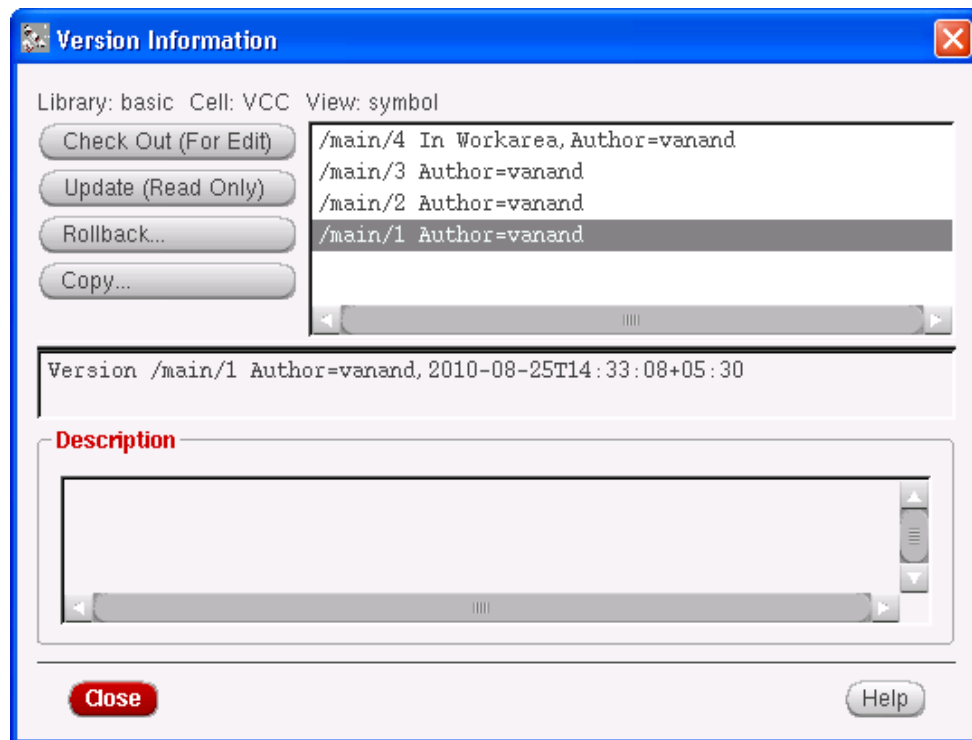 Version Information
Library: basic Cell: VCC View: symbol
Check Out (For Edit)
Update (Read Only)
Rollback...
Copy...
/main/4 In Workarea, Author=vanand
/main/3 Author=vanand
/main/2 Author=vanand
/main/1 Author=vanand
Version /main/1 Author=vanand, 2010-08-25T14:33:08+05:30
Description
Close
Help